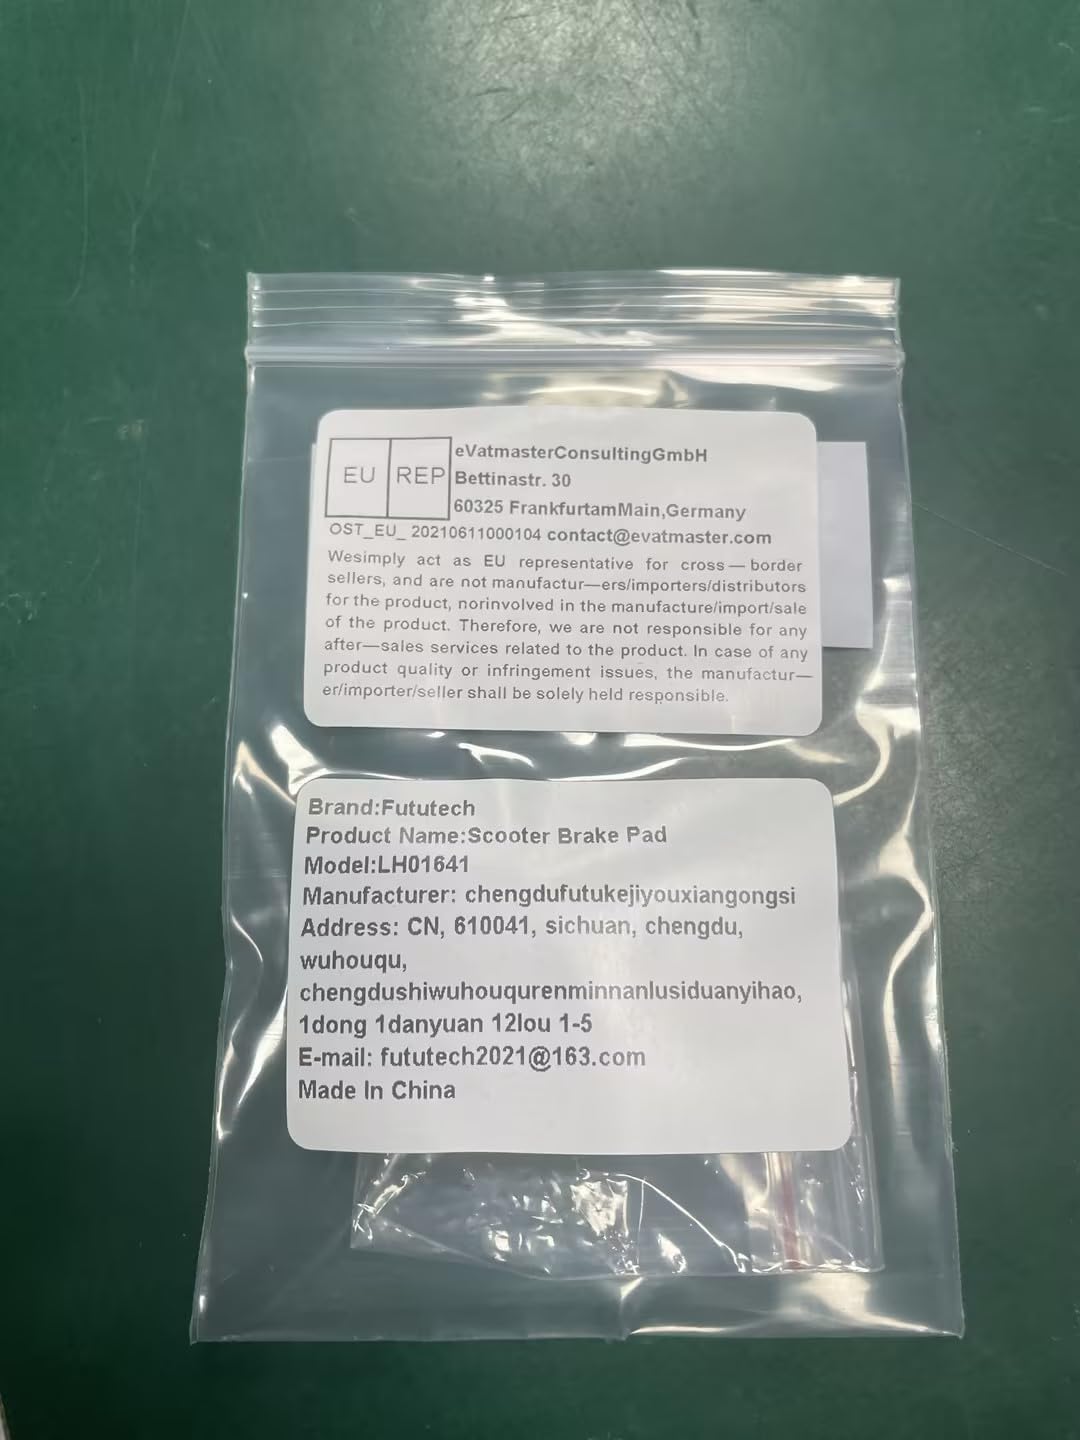 EU REP
eVatmasterConsultingGmbH
Bettinastr. 30
60325 FrankfurtamMain,Germany
OST_EU_ 20210611000104 contact@evatmaster.com
Wesimply act as EU representative for cross — border
sellers, and are not manufactur—ers/importers/distributors
for the product, norinvolved in the manufacture/import/sale
of the product. Therefore, we are not responsible for any
after—sales services related to the product. In case of any
product quality or infringement issues, the manufactur—
er/importer/seller shall be solely held responsible.
Brand:Fututech
Product Name:Scooter Brake Pad
Model:LH01641
Manufacturer: chengdufutukejiyouxiangongsi
Address: CN, 610041, sichuan, chengdu,
wuhouqu,
chengdushiwuhouqurenminnanlusiduanyihao,
1dong 1danyuan 12lou 1-5
E-mail: fututech2021@163.com
Made In China